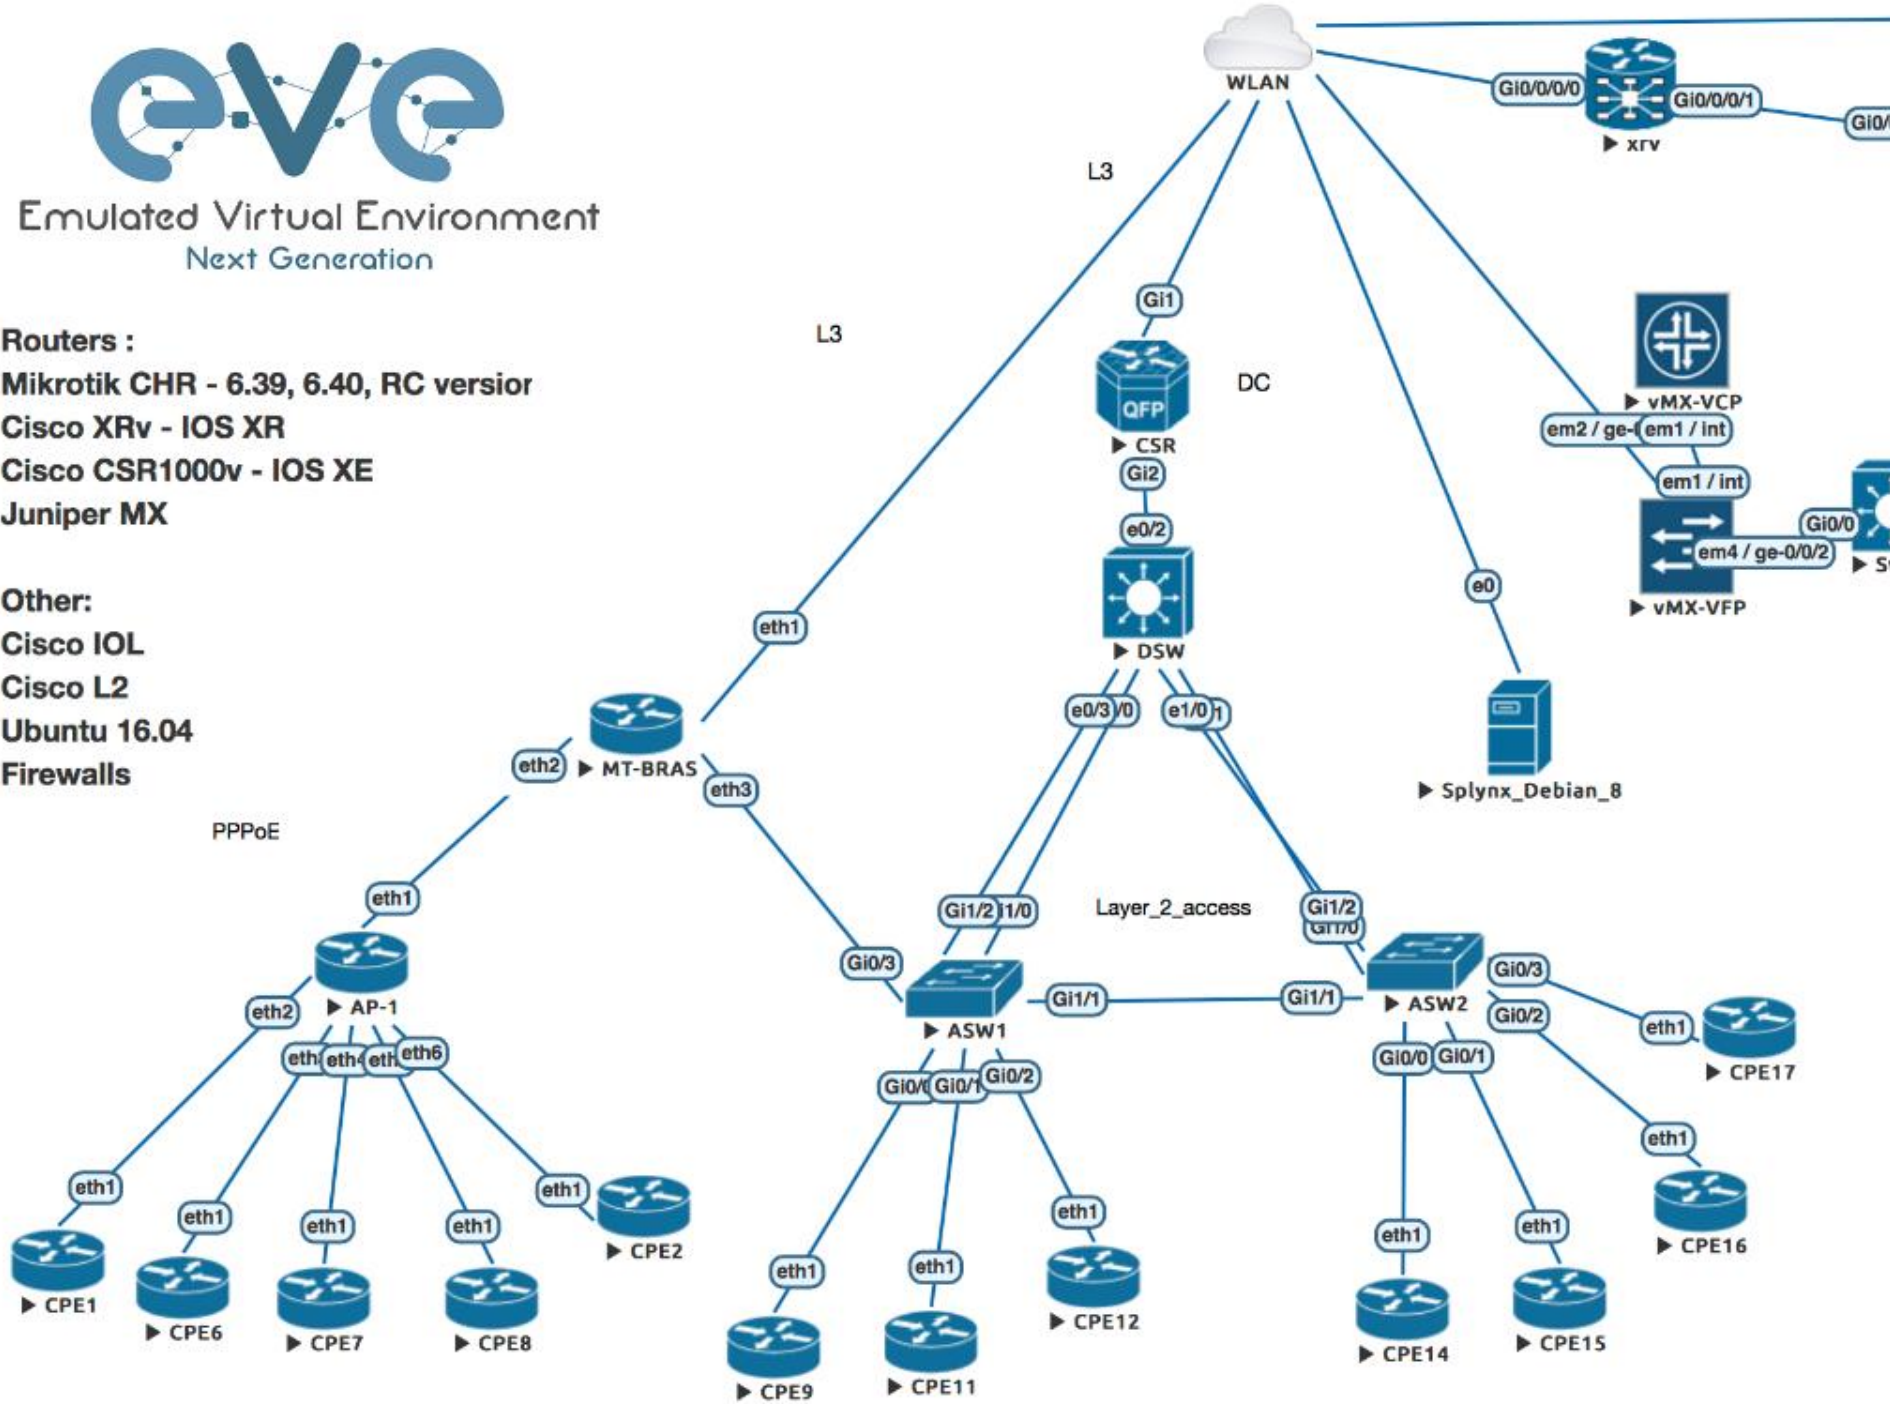 eve
Emulated Virtual Environment
Next Generation
Routers :
Mikrotik CHR - 6.39, 6.40, RC
Cisco XRv - IOS XR
Cisco CSR1000v - IOS XE
Juniper MX
Other:
Cisco IOL
Cisco L2
Ubuntu 16.04
Firewalls
WLAN
Gi0/0/0/0
Gi0/0/0/1
xrv
L3
L3
Gi1
QFP
CSR
DC
Gi2
e0/2
DSW
e0/3
e1/0
vMX-VCP
em2 /
em1 / int
em1 / int
Gi0/0
em4 / ge-0/0/2
vMX-VFP
e0
Splynx_Debian_8
eth1
MT-BRAS
eth2
eth3
PPPoE
eth1
AP-1
eth2
eth6
eth1
CPE1
eth1
CPE6
eth1
CPE7
eth1
CPE8
eth1
CPE2
Layer_2_access
Gi1/2
Gi0/3
ASW1
Gi1/1
Gi1/1
Gi0/1
Gi0/2
eth1
CPE9
eth1
CPE11
eth1
CPE12
Gi1/2
Gi1/0
ASW2
Gi0/3
Gi0/2
Gi0/0
Gi0/1
eth1
CPE17
eth1
CPE16
eth1
CPE14
eth1
CPE15